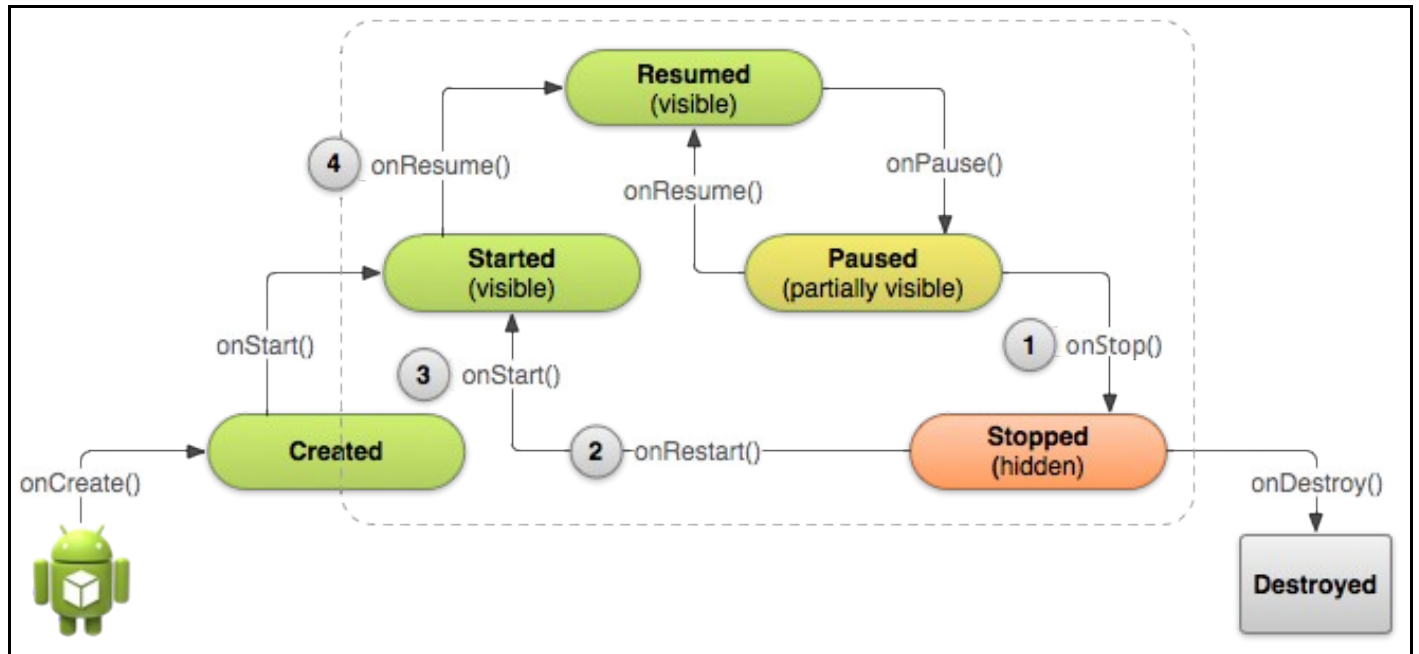 Resumed
(visible)
4
onResume()
onResume()
onPause()
Started
(visible)
Paused
(partially visible)
onStart()
3
onStart()
1
onStop()
Created
2
onRestart()
Stopped
(hidden)
onCreate()
onDestroy()
Destroyed